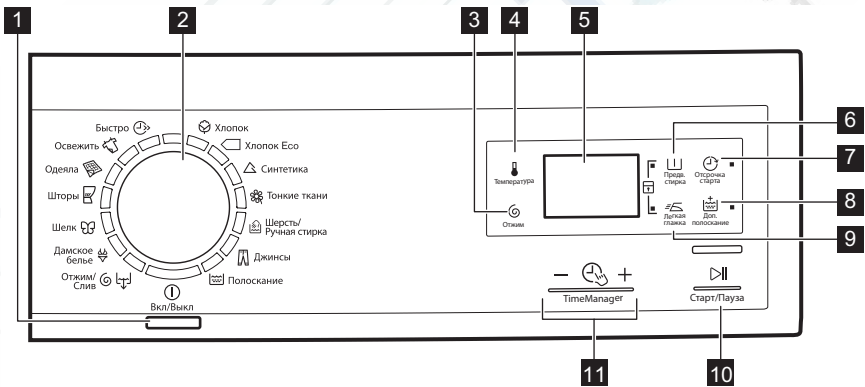 1
2
3
4
5
6
7
8
9
10
11
Быстро
Освежить
Одеяла
Шторы
Шелк
Дамское
белье
Отжим/
Слив
Вкл/Выкл
Хлопок
Хлопок Eco
Синтетика
Тонкие ткани
Шерсть/
Ручная стирка
Джинсы
Полоскание
Температура
Отжим
Предв.
стирка
Отсрочка
старта
Легкая
глажка
Доп.
полоскание
TimeManager
Старт/Пауза